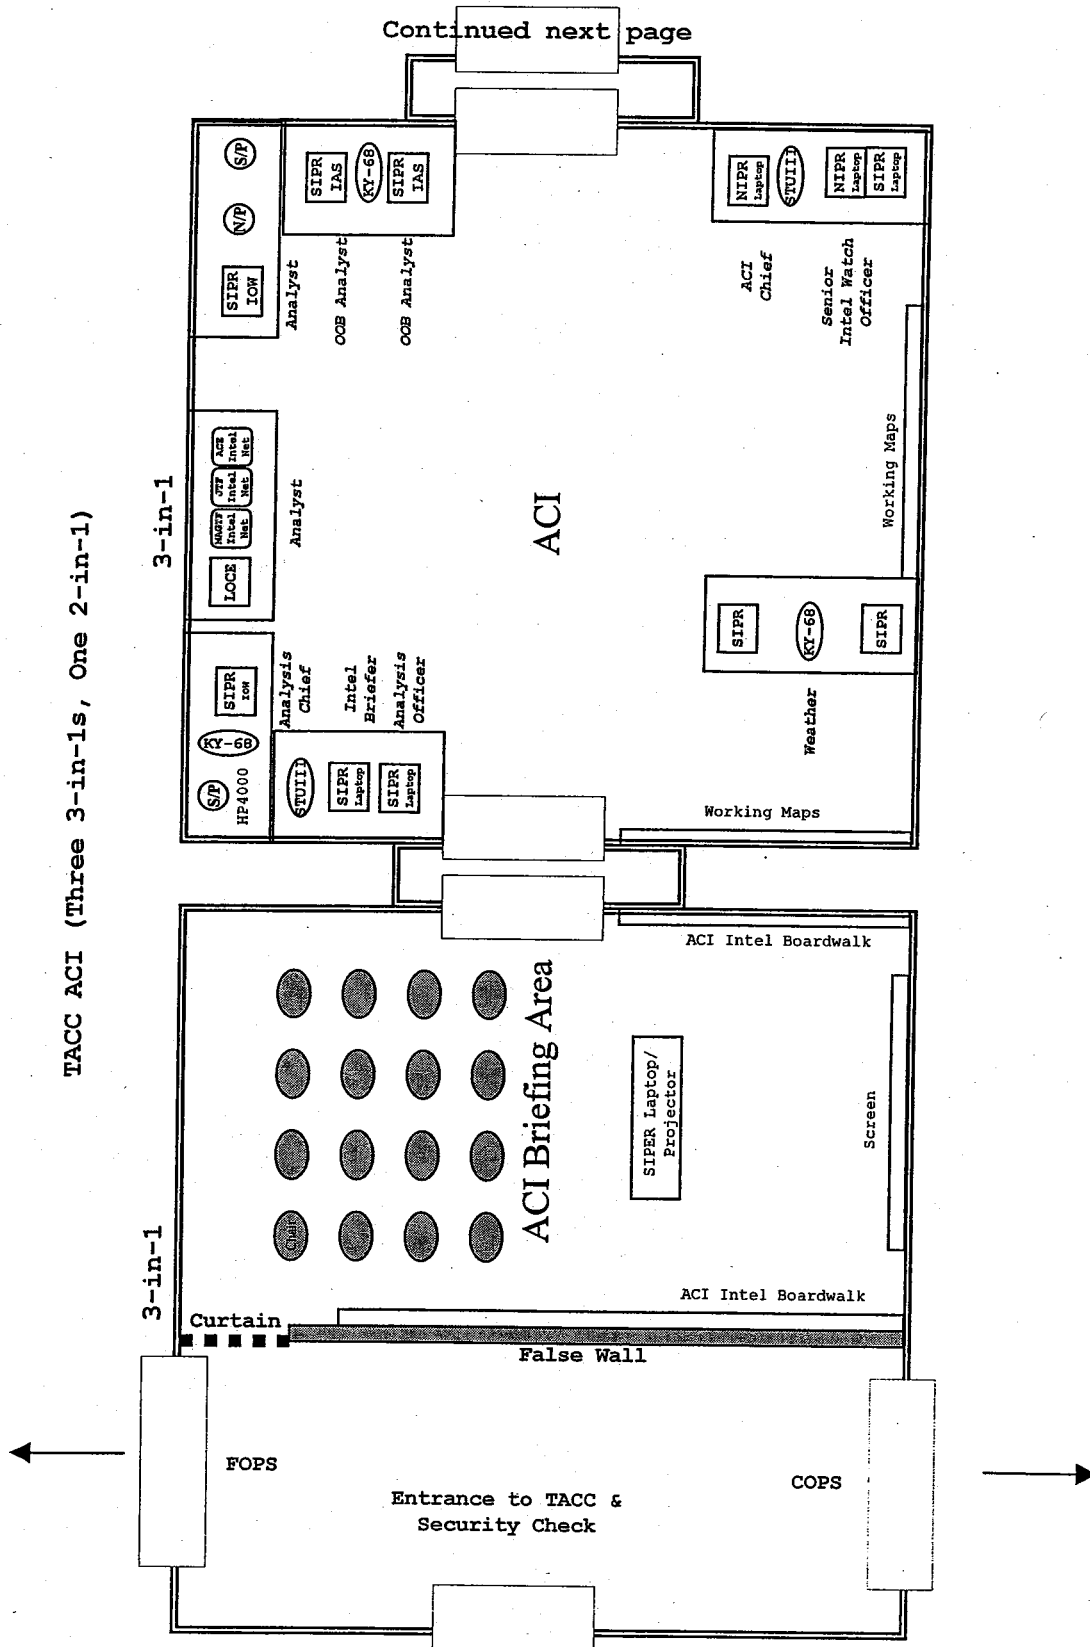 Continued next page
TACC ACI (Three 3-in-1s, One 2-in-1)
3-in-1
S/P
HP4000
KY-68
SIPR
IOW
LOCE
MAGTF
Intel
Net
JTF
Intel
Net
ACE
Intel
Net
SIPR
IOW
N/P
S/P
STUIII
SIPR
Laptop
SIPR
Laptop
Analysis
Chief
Intel
Briefer
Analysis
Officer
Analyst
Analyst
OOB Analyst
OOB Analyst
SIPR
IAS
KY-68
SIPR
IAS
ACI
NIPR
Laptop
STUIII
NIPR
Laptop
SIPR
Laptop
ACI
Chief
Senior
Intel Watch
Officer
Working Maps
SIPR
KY-68
SIPR
Weather
Working Maps
3-in-1
ACI Intel Boardwalk
Chair
ACI Briefing Area
SIPER Laptop/
Projector
Screen
ACI Intel Boardwalk
Curtain
False Wall
FOPS
COPS
Entrance to TACC &
Security Check